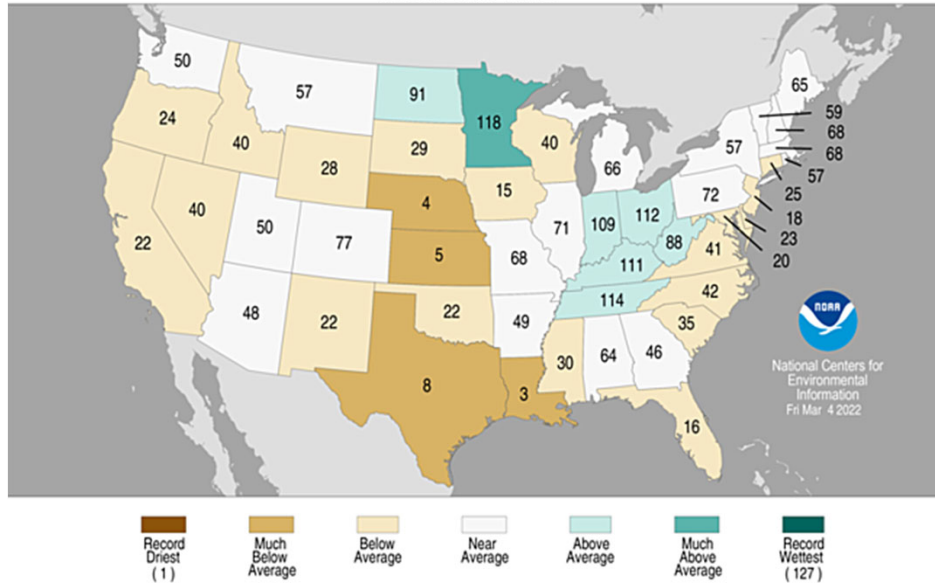 50
57
91
118
65
59
68
68
57
24
40
28
29
40
66
57
72
25
18
23
20
22
40
50
77
4
15
71
109
112
88
41
5
68
111
42
48
22
22
49
114
35
8
3
30
64
46
16
NOAA
National Centers for
Environmental
Information
Fri Mar 4 2022
Record
Driest
( 1 )
Much
Below
Average
Below
Average
Near
Average
Above
Average
Much
Above
Average
Record
Wettest
( 127 )